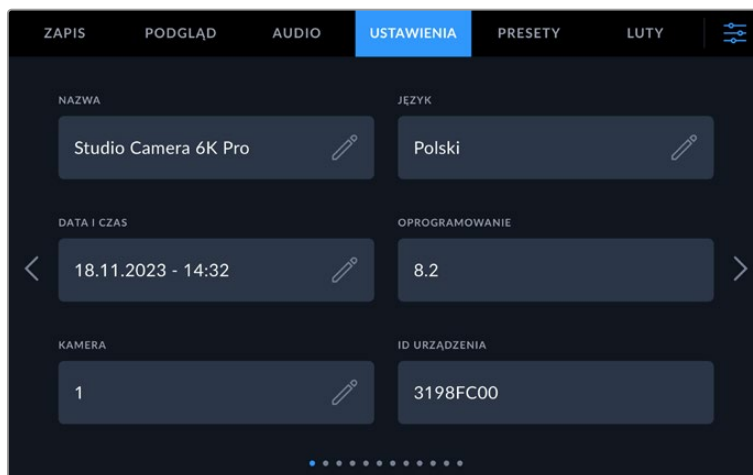 ZAPIS PODGLĄD AUDIO USTAWIENIA PRESETY LUTY
NAZWA JĘZYK
Studio Camera 6K Pro Polski
DATA I CZAS OPROGRAMOWANIE
18.11.2023 - 14:32 8.2
KAMERA ID URZĄDZENIA
1 3198FC00